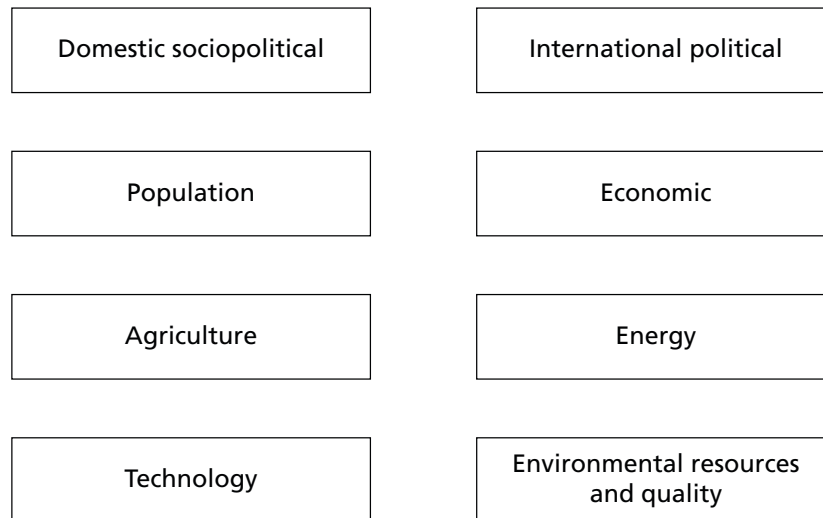 Domestic sociopolitical
International political
Population
Economic
Agriculture
Energy
Technology
Environmental resources
and quality